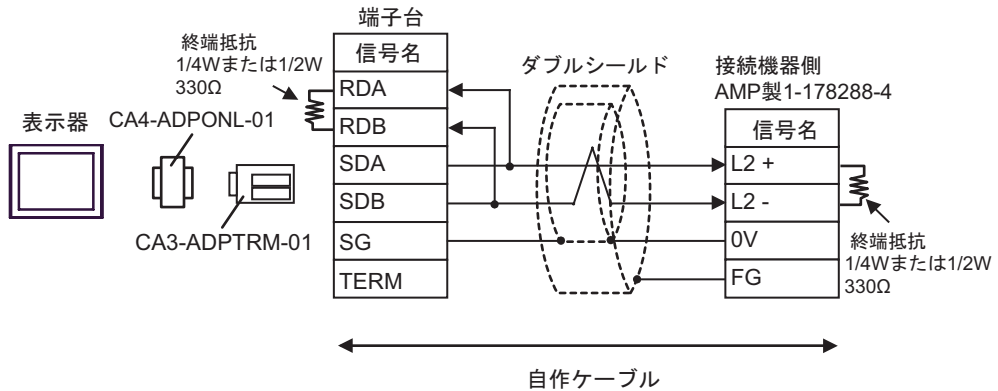 端子台
終端抵抗
1/4Wまたは1/2W
330Ω
信号名
RDA
RDB
SDA
SDB
SG
TERM
表示器
CA4-ADPONL-01
CA3-ADPTRM-01
ダブルシールド
接続機器側
AMP製1-178288-4
信号名
L2 +
L2 -
0V
FG
終端抵抗
1/4Wまたは1/2W
330Ω
自作ケーブル